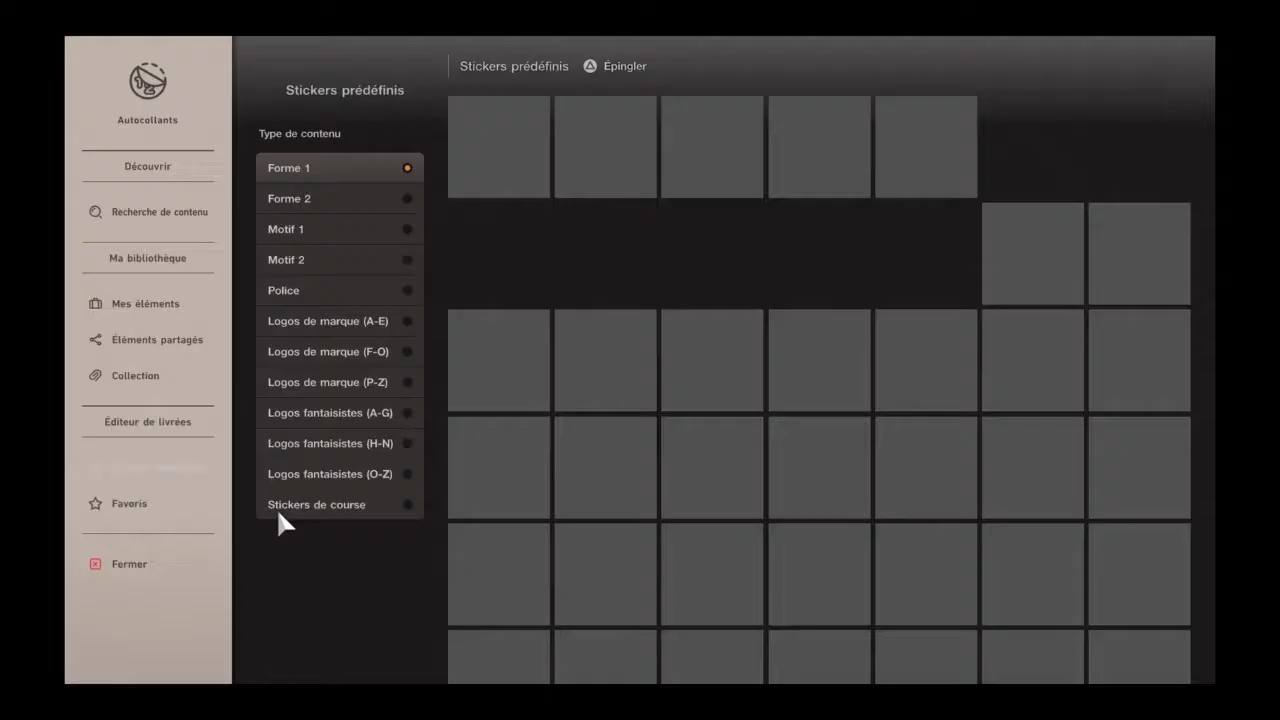 Autocollants
Découvrir
Recherche de contenu
Ma bibliothèque
Mes éléments
Éléments partagés
Collection
Éditeur de livrées
Favoris
Fermer
Stickers prédéfinis
Type de contenu
Forme 1
Forme 2
Motif 1
Motif 2
Police
Logos de marque (A-E)
Logos de marque (F-O)
Logos de marque (P-Z)
Logos fantaisistes (A-G)
Logos fantaisistes (H-N)
Logos fantaisistes (O-Z)
Stickers de course
Stickers prédéfinis Épingler